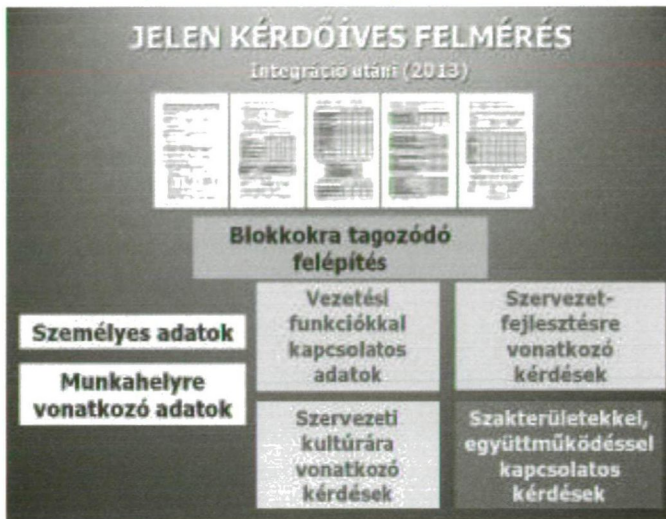 JELEN KÉRDŐÍVES FELMÉRÉS
Integráció utáni (2013)
Blokkokra tagozódó
felépítés
Személyes adatok
Munkahelyre
vonatkozó adatok
Vezetési
funkciókkal
kapcsolatos
adatok
Szervezet-
fejlesztésre
vonatkozó
kérdések
Szervezeti
kultúrára
vonatkozó
kérdések
Szakterületekkel,
együttműködéssel
kapcsolatos
kérdések